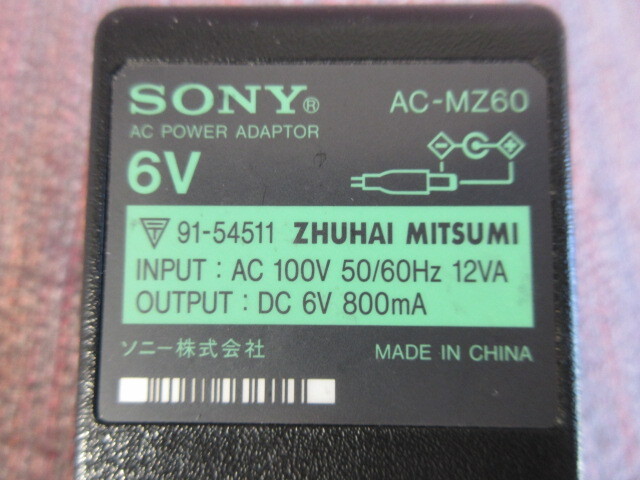 SONY® AC-MZ60
AC POWER ADAPTOR
6V
91-54511 ZHUHAI MITSUMI
INPUT : AC 100V 50/60Hz 12VA
OUTPUT : DC 6V 800mA
ソニー株式会社 MADE IN CHINA